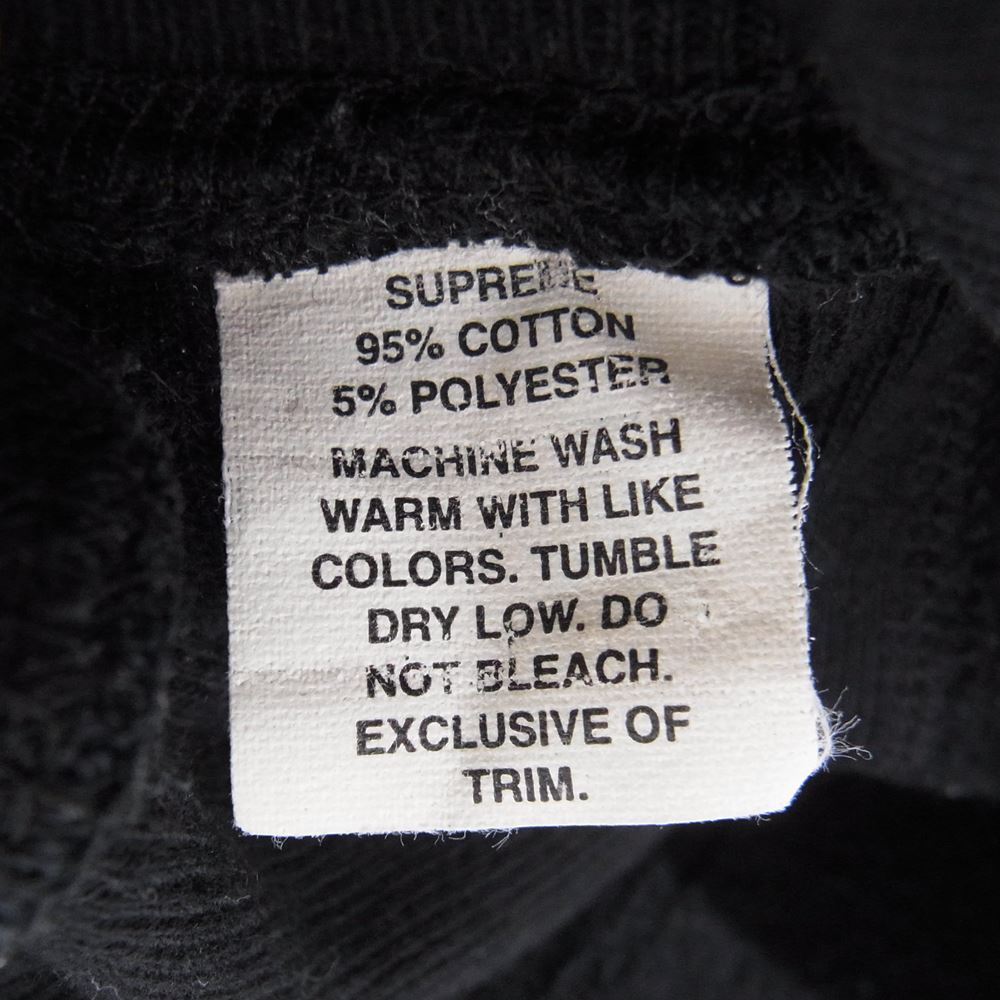 SUPREME
95% COTTON
5% POLYESTER
MACHINE WASH
WARM WITH LIKE
COLORS. TUMBLE
DRY LOW. DO
NOT BLEACH.
EXCLUSIVE OF
TRIM.